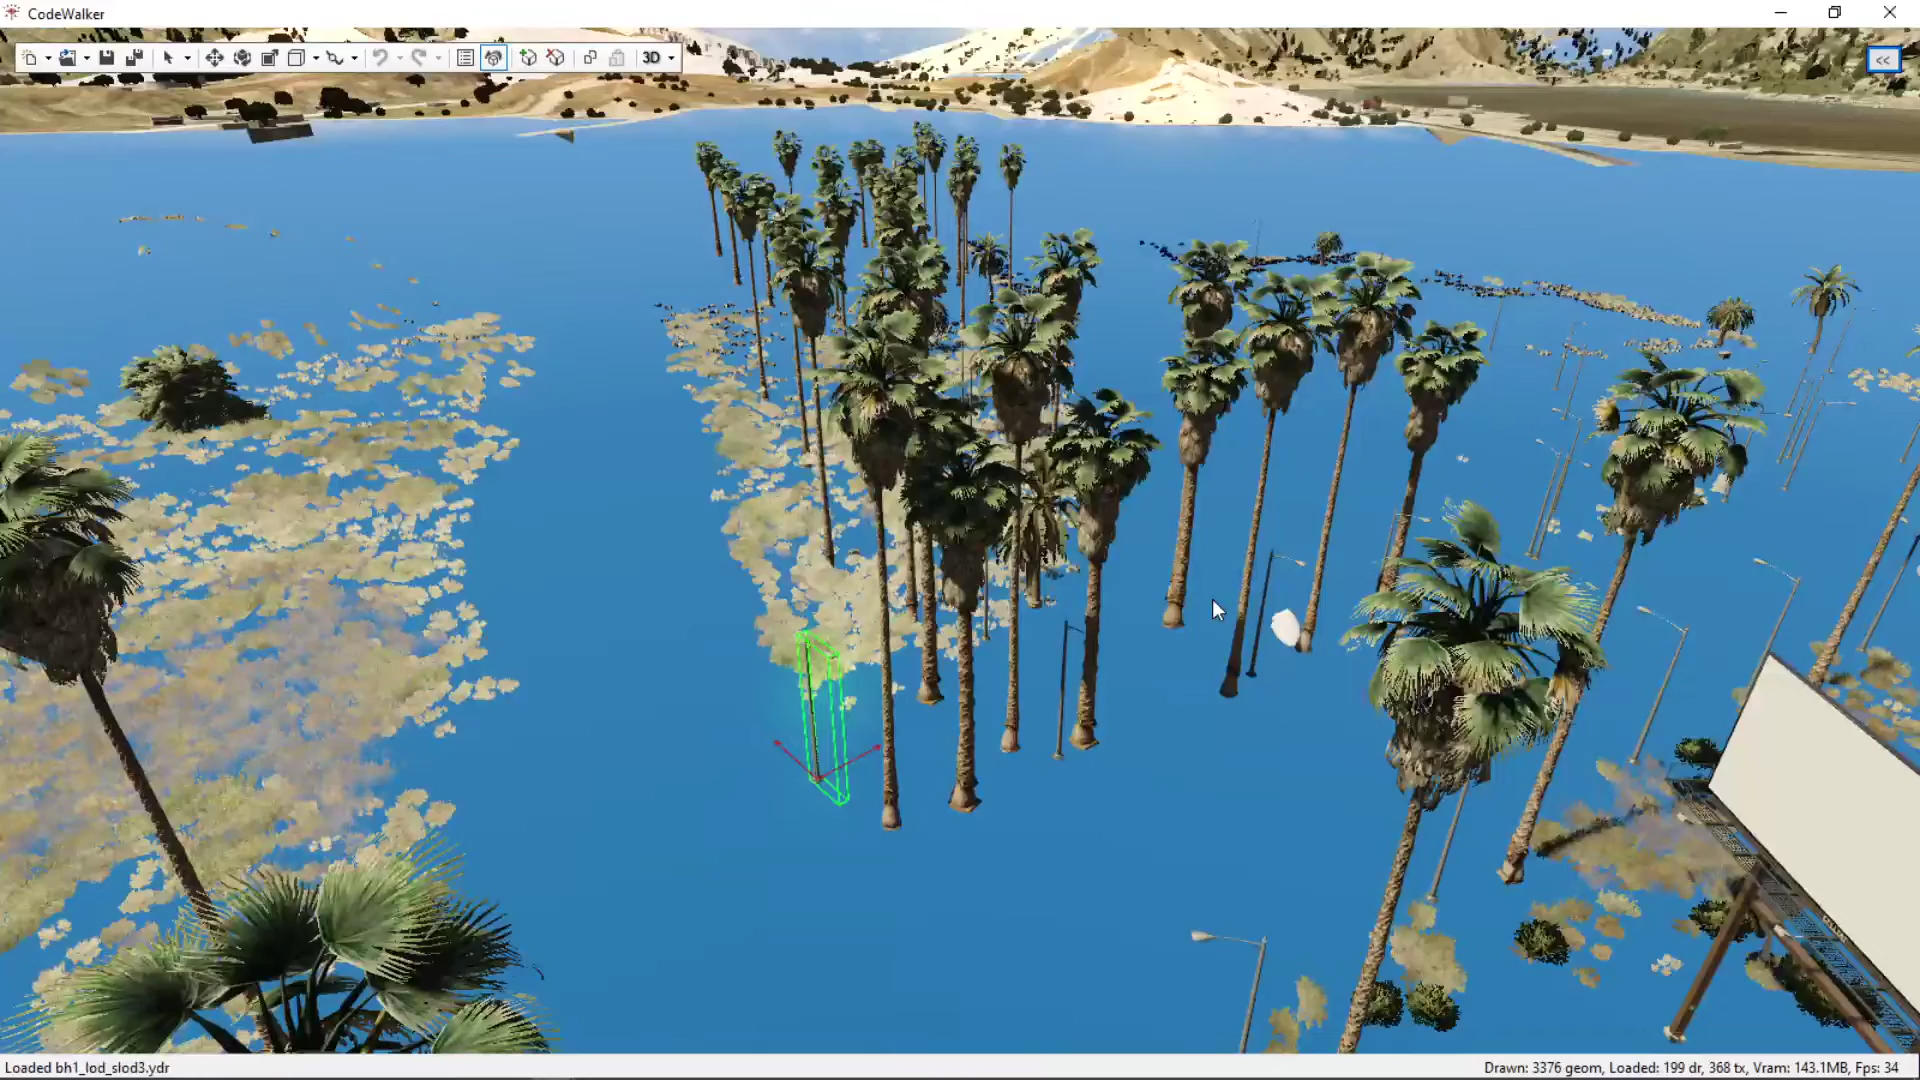 CodeWalker
3D
<<
Loaded bh1_lod_slod3.ydr
Drawn: 3376 geom, Loaded: 199 dr, 368 tx, Vram: 143.1MB, Fps: 34